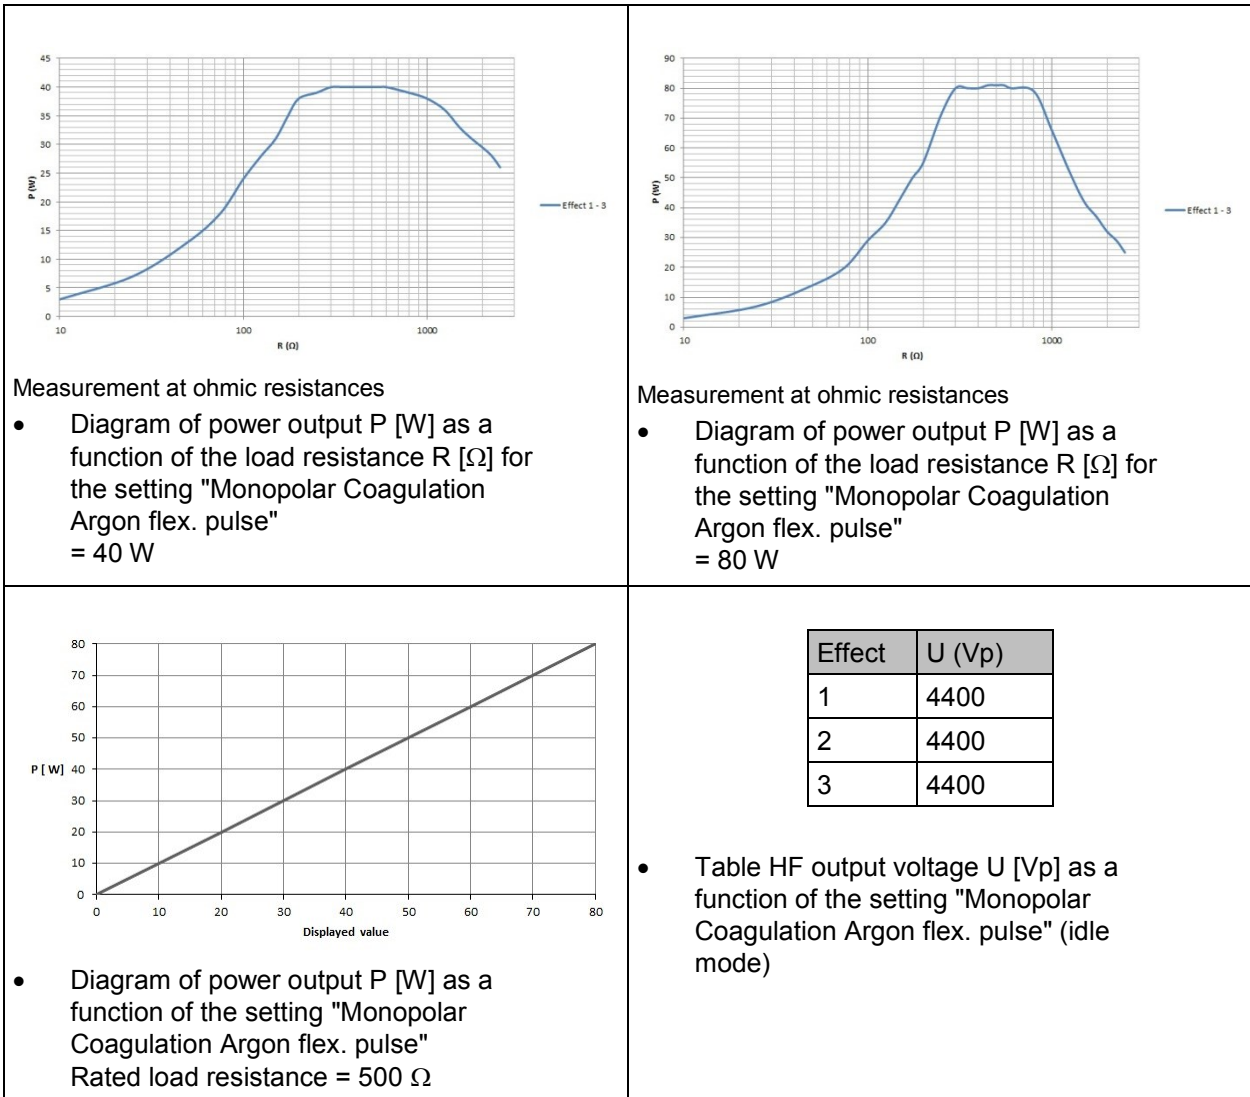 45
40
35
30
25
20
15
10
5
0
P (W)
10
100
1000
R (Ω)
Effect 1 - 3
Measurement at ohmic resistances
• Diagram of power output P [W] as a
function of the load resistance R [Ω] for
the setting "Monopolar Coagulation
Argon flex. pulse"
= 40 W
90
80
70
60
50
40
30
20
10
0
P (W)
10
100
1000
R (Ω)
Effect 1 - 3
Measurement at ohmic resistances
• Diagram of power output P [W] as a
function of the load resistance R [Ω] for
the setting "Monopolar Coagulation
Argon flex. pulse"
= 80 W
80
70
60
50
P [ W] 40
30
20
10
0
0 10 20 30 40 50 60 70 80
Displayed value
• Diagram of power output P [W] as a
function of the setting "Monopolar
Coagulation Argon flex. pulse"
Rated load resistance = 500 Ω
Effect U (Vp)
1 4400
2 4400
3 4400
• Table HF output voltage U [Vp] as a
function of the setting "Monopolar
Coagulation Argon flex. pulse" (idle
mode)